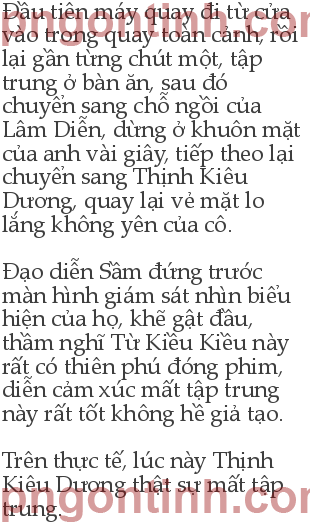 Đầu tiên máy quay đi từ cửa
vào trong quay toàn cảnh, rồi
lại gần từng chút một, tập
trung ở bàn ăn, sau đó
chuyển sang chỗ ngồi của
Lâm Diễn, dừng ở khuôn mặt
của anh vài giây, tiếp theo lại
chuyển sang Thịnh Kiêu
Dương, quay lại vẻ mặt lo
lắng không yên của cô.
Đạo diễn Sầm đứng trước
màn hình giám sát nhìn biểu
hiện của họ, khẽ gật đầu,
thầm nghĩ Từ Kiều Kiều này
rất có thiên phú đóng phim,
diễn cảm xúc mất tập trung
này rất tốt không hề giả tạo.
Trên thực tế, lúc này Thịnh
Kiêu Dương thật sự mất tập
trung.
pngontinh.com
pngontinh.com